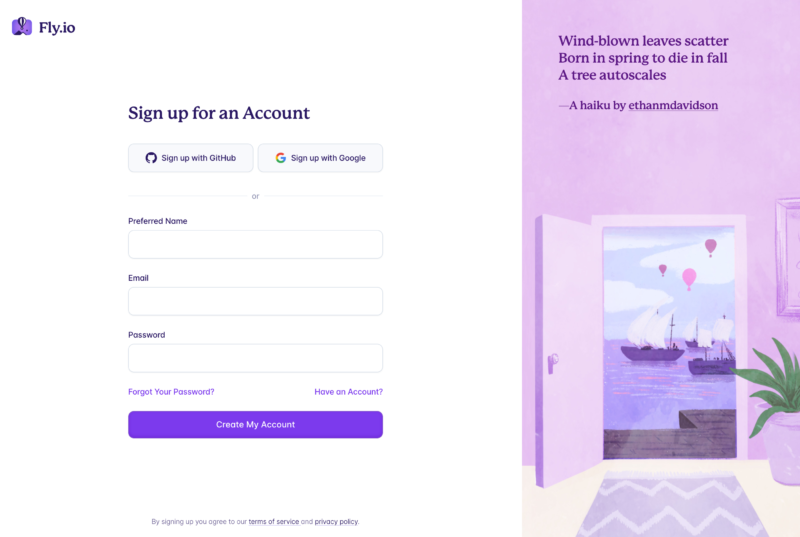 Fly.io
Sign up for an Account
Sign up with GitHub
Sign up with Google
or
Preferred Name
Email
Password
Forgot Your Password?
Have an Account?
Create My Account
By signing up you agree to our terms of service and privacy policy.
Wind-blown leaves scatter
Born in spring to die in fall
A tree autoscales
—A haiku by ethanmdavidson